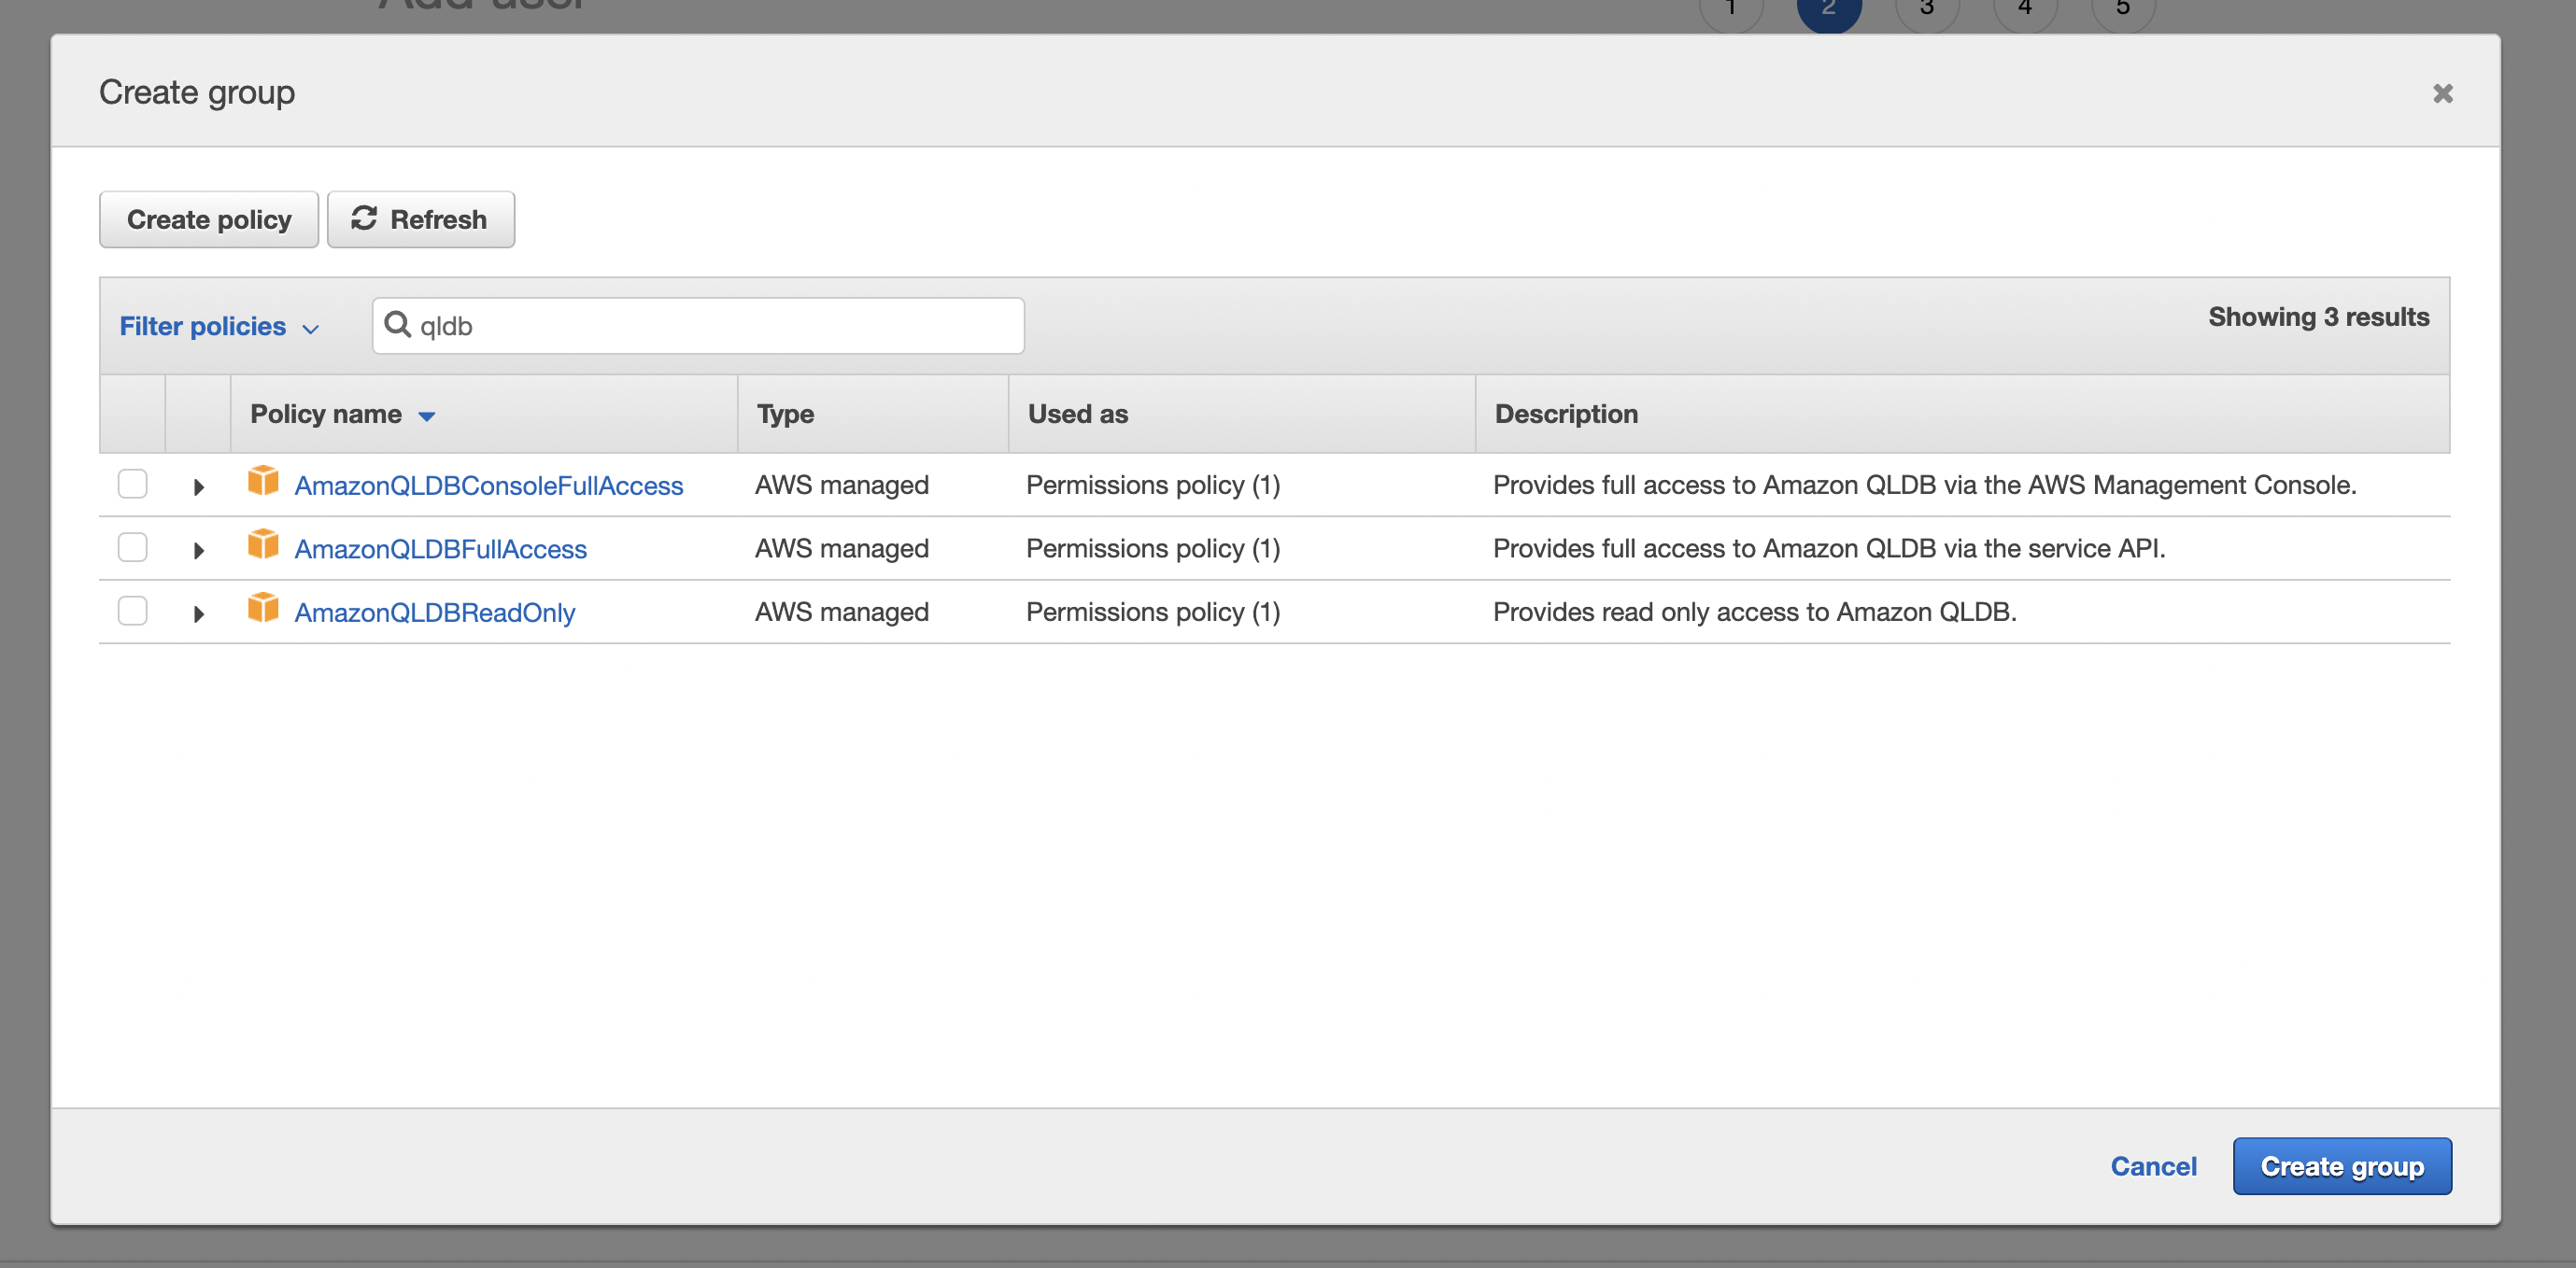 Add user
1 2 3 4 5
Create group
Create policy Refresh
Filter policies qldb Showing 3 results
Policy name Type Used as Description
AmazonQLDBConsoleFullAccess AWS managed Permissions policy (1) Provides full access to Amazon QLDB via the AWS Management Console.
AmazonQLDBFullAccess AWS managed Permissions policy (1) Provides full access to Amazon QLDB via the service API.
AmazonQLDBReadOnly AWS managed Permissions policy (1) Provides read only access to Amazon QLDB.
Cancel Create group